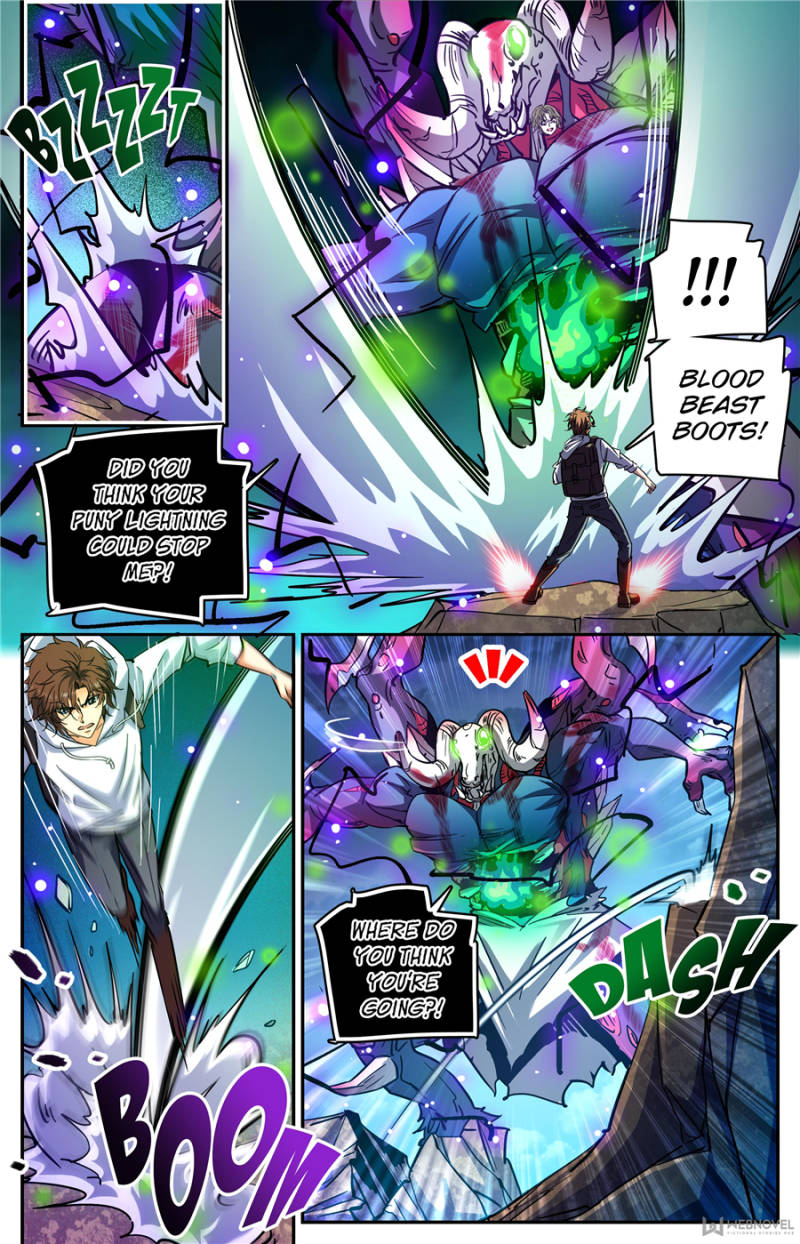 BZZZZZT
!!!
BLOOD
BEAST
BOOTS!
DID YOU
THINK YOUR
PUNY LIGHTNING
COULD STOP
ME?!
!!!
WHERE DO
YOU THINK
YOU'RE
GOING?!
DASH
BOOM
WEBNOVEL